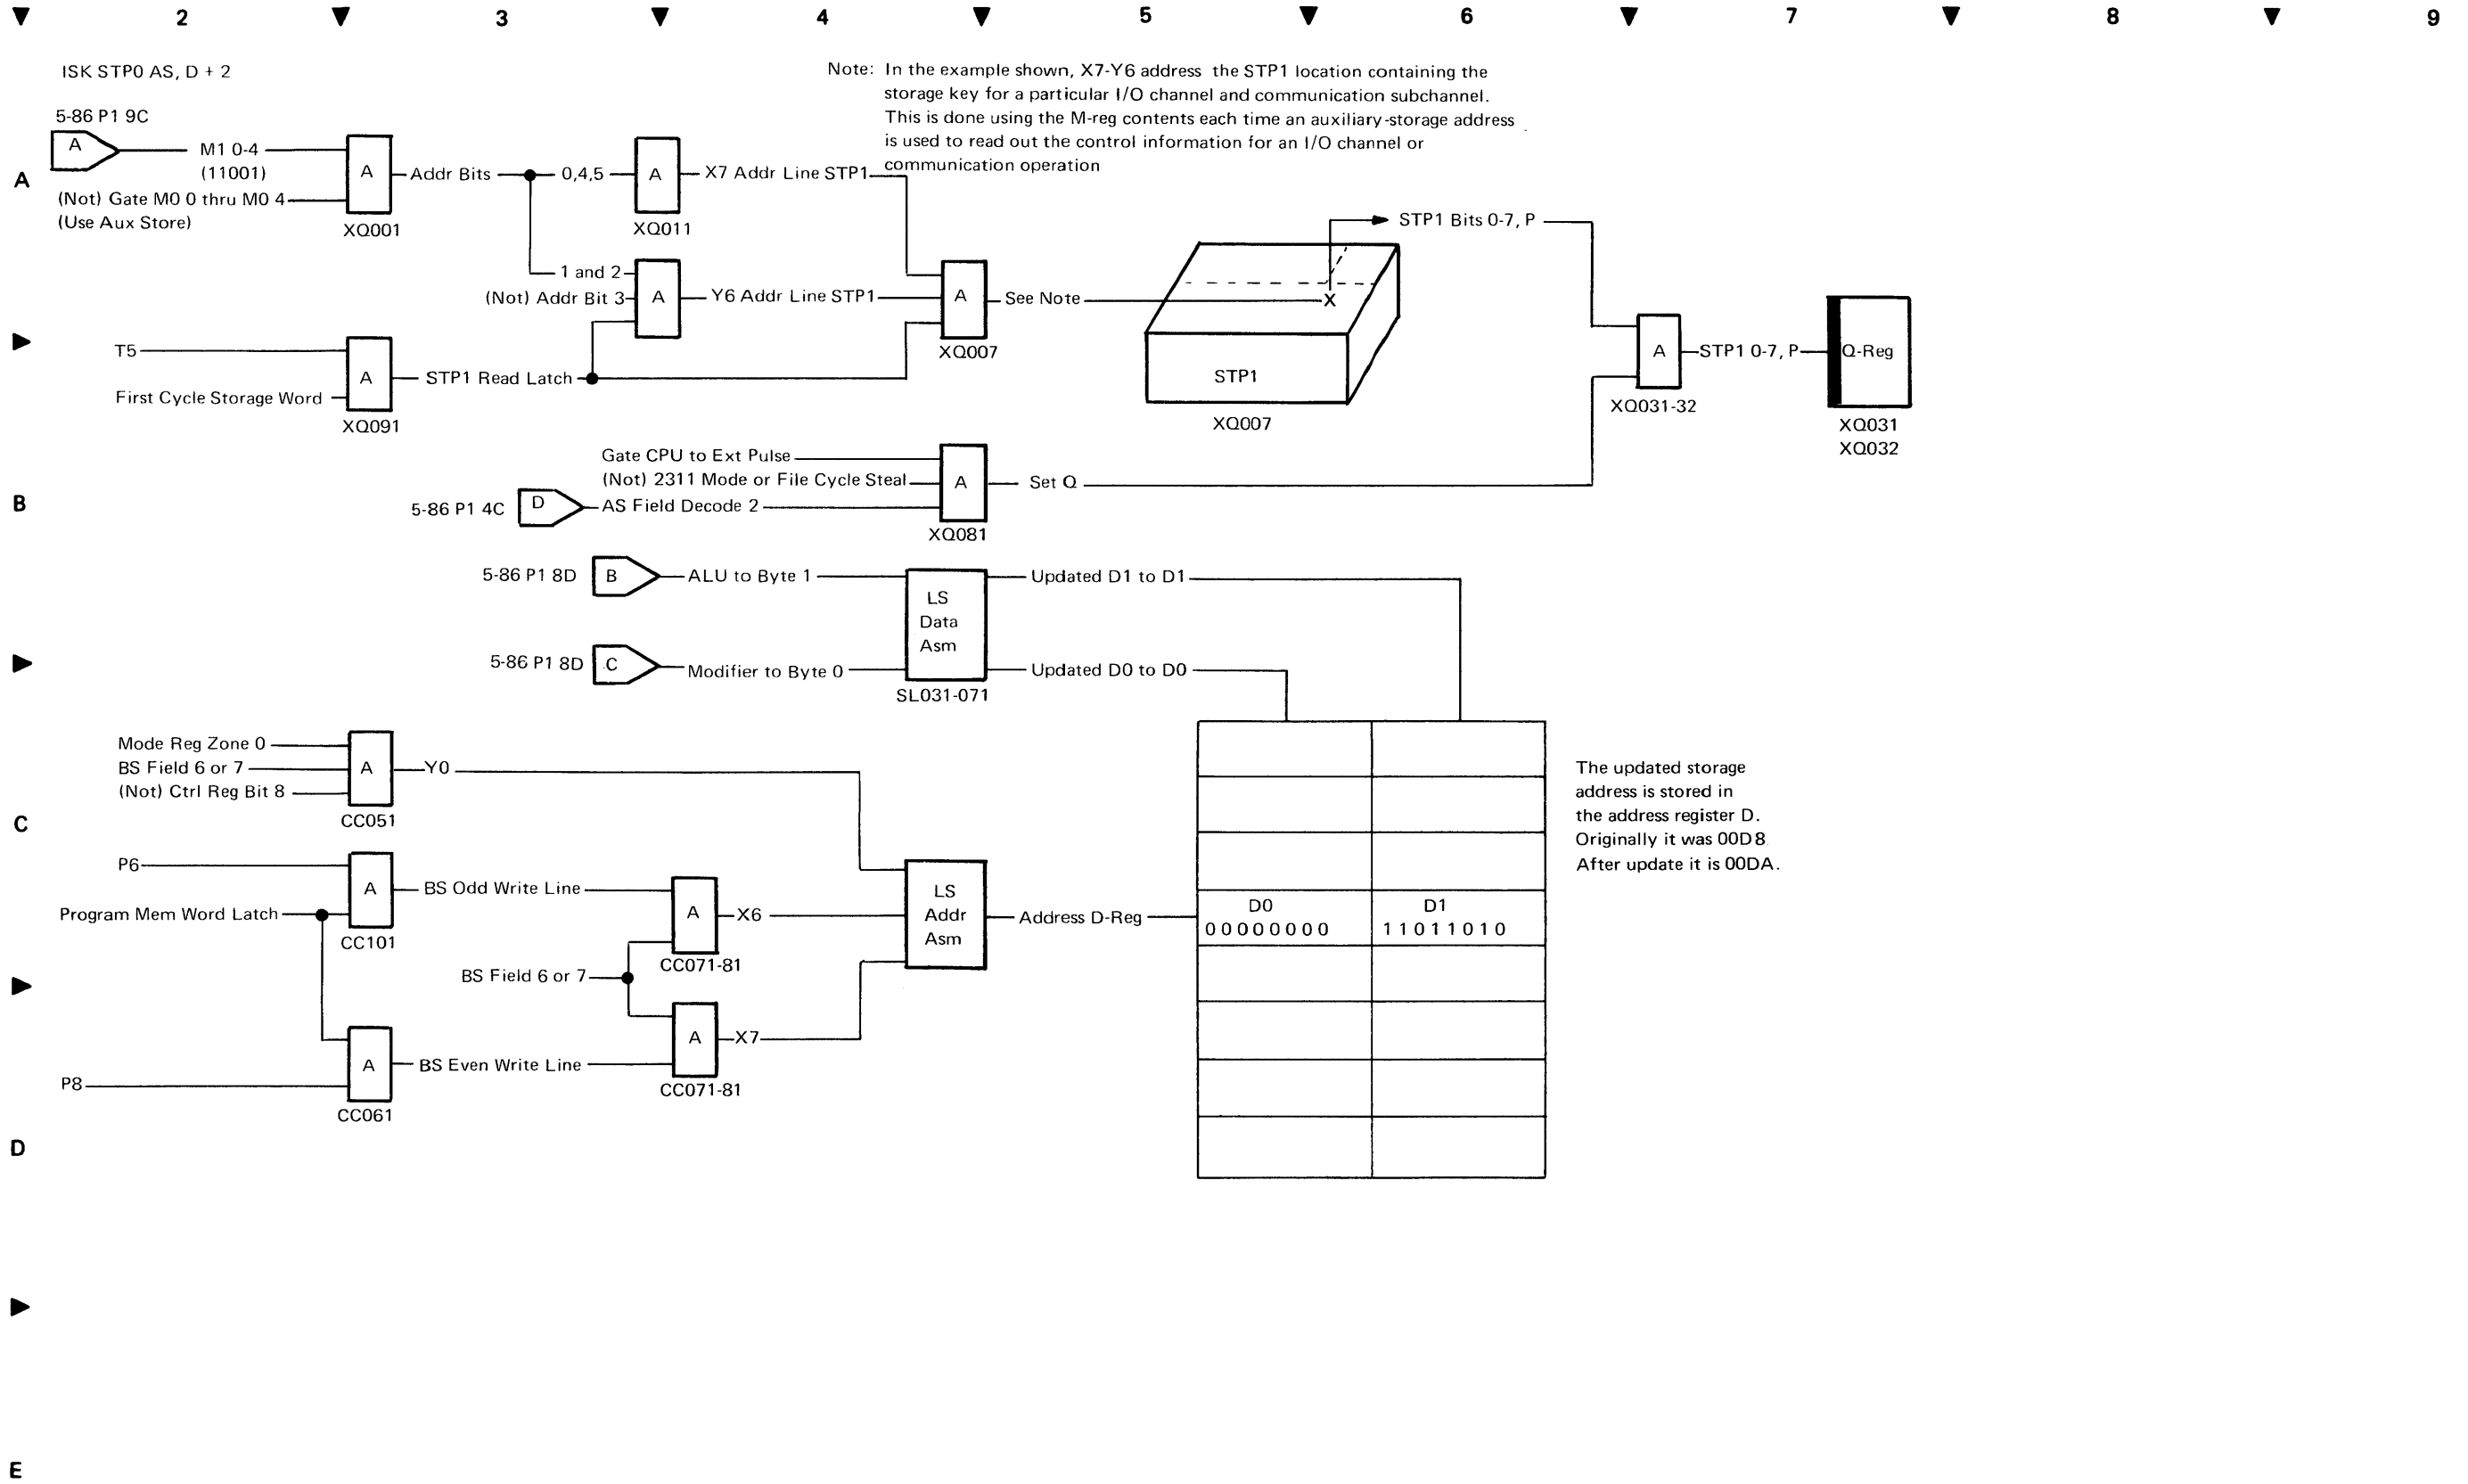 2 3 4 5 6 7 8 9
ISK STP0 AS, D + 2
Note: In the example shown, X7-Y6 address the STP1 location containing the
storage key for a particular I/O channel and communication subchannel.
This is done using the M-reg contents each time an auxiliary-storage address
is used to read out the control information for an I/O channel or
communication operation
A
5-86 P1 9C
A
M1 0-4
(11001)
(Not) Gate M0 0 thru M0 4
(Use Aux Store)
A
XQ001
Addr Bits
0,4,5
A
XQ011
X7 Addr Line STP1
1 and 2
(Not) Addr Bit 3
A
Y6 Addr Line STP1
T5
First Cycle Storage Word
A
XQ091
STP1 Read Latch
A
XQ007
See Note
X
STP1
XQ007
STP1 Bits 0-7, P
A
XQ031-32
STP1 0-7, P
Q-Reg
XQ031
XQ032
B
Gate CPU to Ext Pulse
(Not) 2311 Mode or File Cycle Steal
5-86 P1 4C
D
AS Field Decode 2
A
XQ081
Set Q
5-86 P1 8D
B
ALU to Byte 1
5-86 P1 8D
C
Modifier to Byte 0
LS
Data
Asm
SL031-071
Updated D1 to D1
Updated D0 to D0
C
Mode Reg Zone 0
BS Field 6 or 7
(Not) Ctrl Reg Bit 8
A
CC051
Y0
P6
Program Mem Word Latch
A
CC101
BS Odd Write Line
A
CC071-81
X6
BS Field 6 or 7
A
CC071-81
X7
P8
A
CC061
BS Even Write Line
LS
Addr
Asm
Address D-Reg
D0 D1
00000000 11011010
The updated storage
address is stored in
the address register D.
Originally it was 00D8.
After update it is 00DA.
D
E